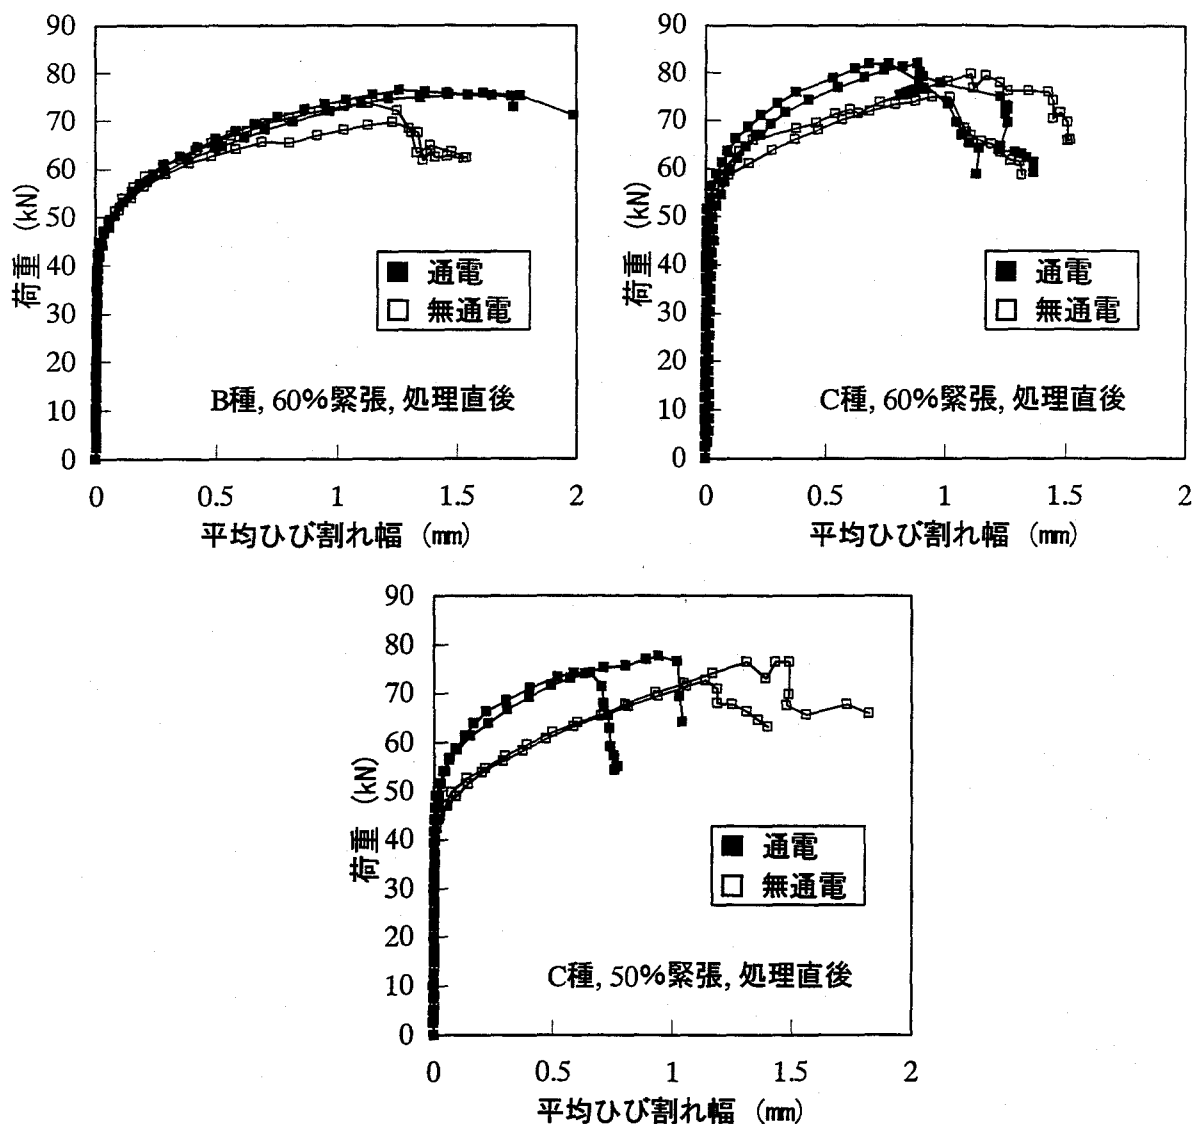 90
80
70
60
50
40
30
20
10
0
荷重 (kN)
■ 通電
□ 無通電
B種, 60%緊張, 処理直後
0 0.5 1 1.5 2
平均ひび割れ幅 (mm)
90
80
70
60
50
40
30
20
10
0
荷重 (kN)
■ 通電
□ 無通電
C種, 60%緊張, 処理直後
0 0.5 1 1.5 2
平均ひび割れ幅 (mm)
90
80
70
60
50
40
30
20
10
0
荷重 (kN)
■ 通電
□ 無通電
C種, 50%緊張, 処理直後
0 0.5 1 1.5 2
平均ひび割れ幅 (mm)